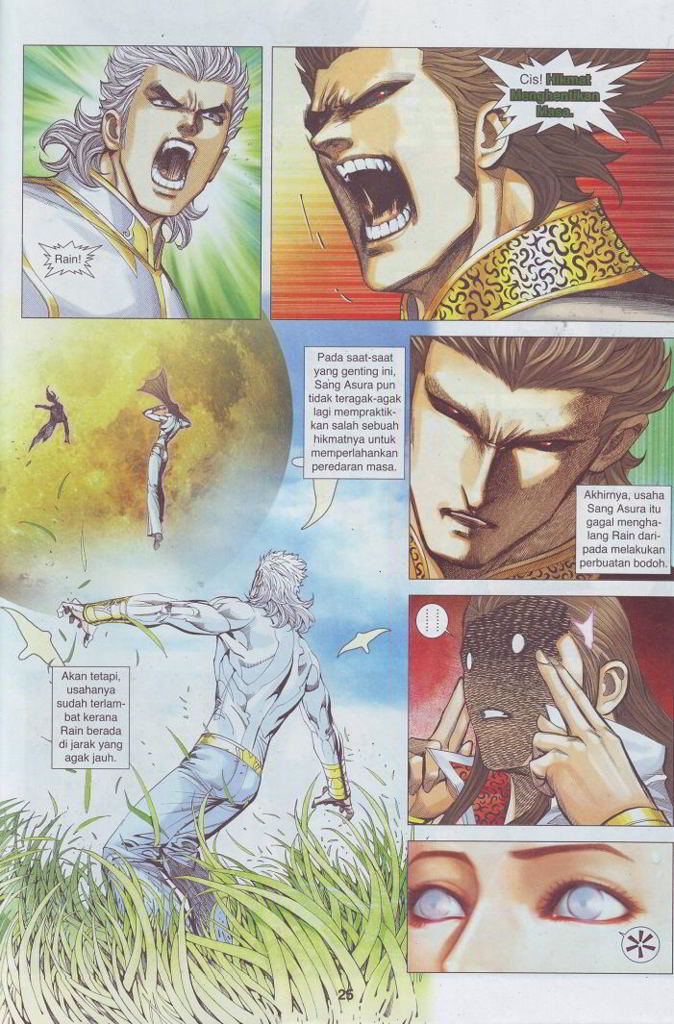 Rain!
Cis! Hikmat
Menghentikan
Masa.
Pada saat-saat
yang genting ini,
Sang Asura pun
tidak teragak-agak
lagi mempraktik-
kan salah sebuah
hikmatnya untuk
memperlahankan
peredaran masa.
Akhirnya, usaha
Sang Asura itu
gagal mengha-
lang Rain dari-
pada melakukan
perbuatan bodoh.
Akan tetapi,
usahanya
sudah terlam-
bat kerana
Rain berada
di jarak yang
agak jauh.
25